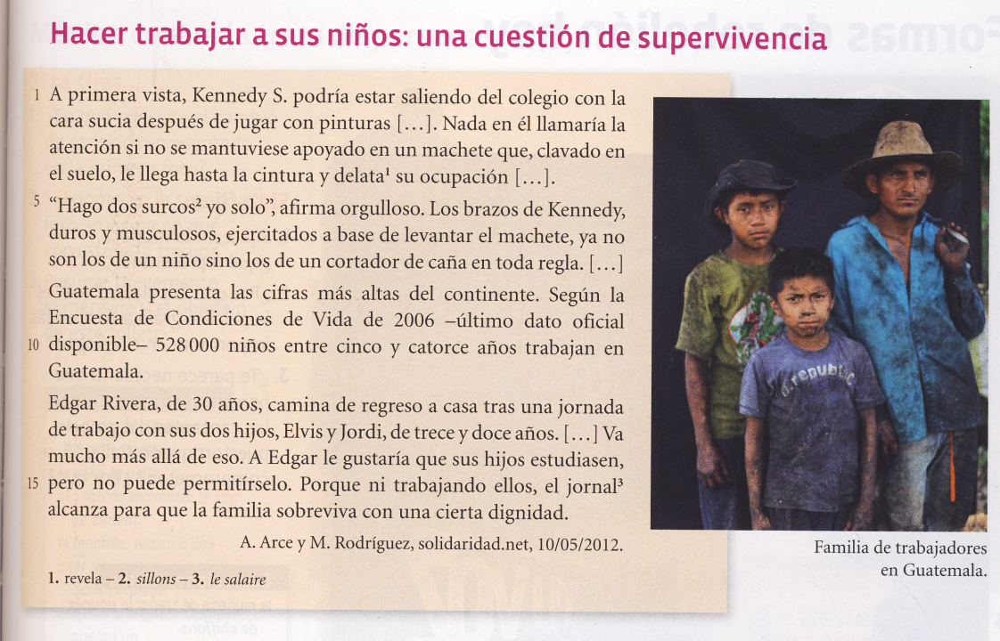 Hacer trabajar a sus niños: una cuestión de supervivencia
1 A primera vista, Kennedy S. podría estar saliendo del colegio con la
cara sucia después de jugar con pinturas […]. Nada en él llamaría la
atención si no se mantuviese apoyado en un machete que, clavado en
el suelo, le llega hasta la cintura y delata¹ su ocupación […].
5 “Hago dos surcos² yo solo”, afirma orgulloso. Los brazos de Kennedy,
duros y musculosos, ejercitados a base de levantar el machete, ya no
son los de un niño sino los de un cortador de caña en toda regla. […]
Guatemala presenta las cifras más altas del continente. Según la
Encuesta de Condiciones de Vida de 2006 –último dato oficial
10 disponible– 528 000 niños entre cinco y catorce años trabajan en
Guatemala.
Edgar Rivera, de 30 años, camina de regreso a casa tras una jornada
de trabajo con sus dos hijos, Elvis y Jordi, de trece y doce años. […] Va
mucho más allá de eso. A Edgar le gustaría que sus hijos estudiasen,
15 pero no puede permitírselo. Porque ni trabajando ellos, el jornal³
alcanza para que la familia sobreviva con una cierta dignidad.
A. Arce y M. Rodríguez, solidaridad.net, 10/05/2012.
1. revela – 2. sillons – 3. le salaire
republic
Familia de trabajadores
en Guatemala.